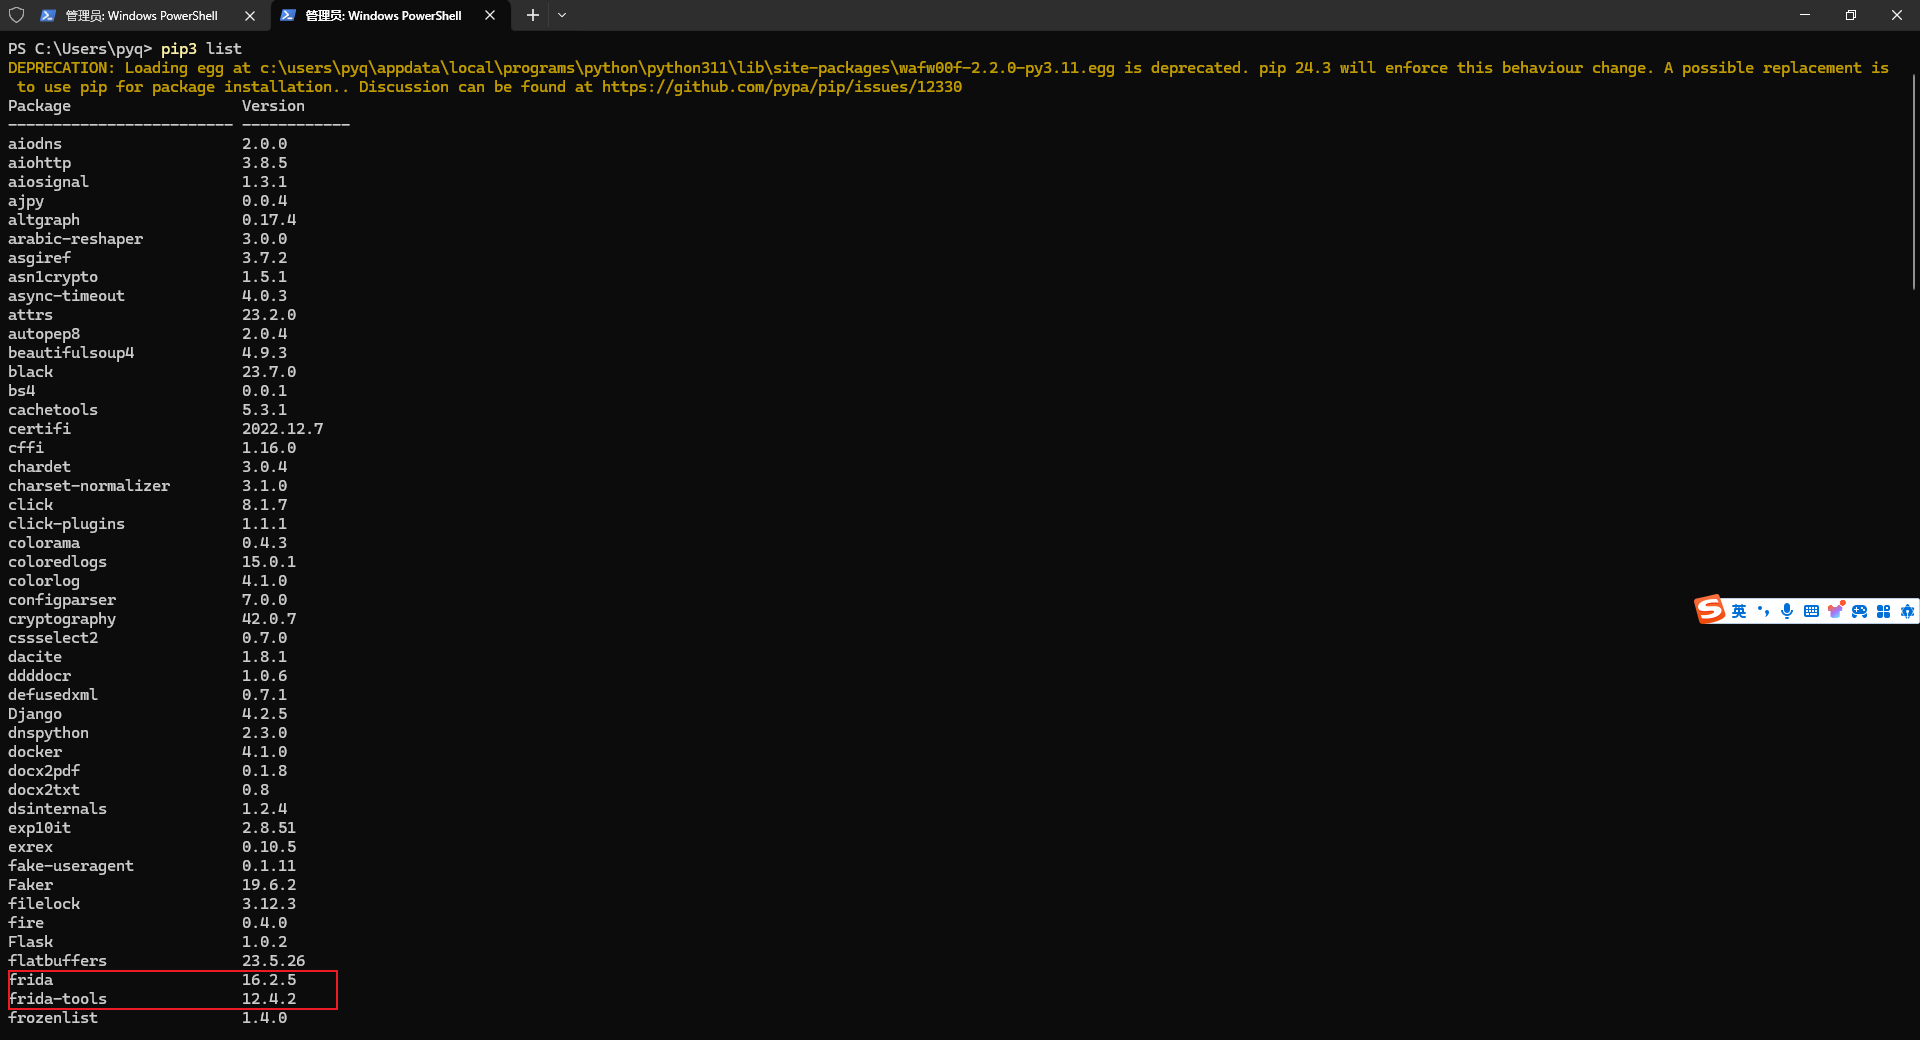 管理员: Windows PowerShell
管理员: Windows PowerShell
PS C:\Users\pyq> pip3 list
DEPRECATION: Loading egg at c:\users\pyq\appdata\local\programs\python\python311\lib\site-packages\wafw00f-2.2.0-py3.11.egg is deprecated. pip 24.3 will enforce this behaviour change. A possible replacement is
to use pip for package installation.. Discussion can be found at https://github.com/pypa/pip/issues/12330
Package Version
------------------------- ------------
aiodns 2.0.0
aiohttp 3.8.5
aiosignal 1.3.1
ajpy 0.0.4
altgraph 0.17.4
arabic-reshaper 3.0.0
asgiref 3.7.2
asn1crypto 1.5.1
async-timeout 4.0.3
attrs 23.2.0
autopep8 2.0.4
beautifulsoup4 4.9.3
black 23.7.0
bs4 0.0.1
cachetools 5.3.1
certifi 2022.12.7
cffi 1.16.0
chardet 3.0.4
charset-normalizer 3.1.0
click 8.1.7
click-plugins 1.1.1
colorama 0.4.3
coloredlogs 15.0.1
colorlog 4.1.0
configparser 7.0.0
cryptography 42.0.7
cssselect2 0.7.0
dacite 1.8.1
ddddocr 1.0.6
defusedxml 0.7.1
Django 4.2.5
dnspython 2.3.0
docker 4.1.0
docx2pdf 0.1.8
docx2txt 0.8
dsinternals 1.2.4
exp10it 2.8.51
exrex 0.10.5
fake-useragent 0.1.11
Faker 19.6.2
filelock 3.12.3
fire 0.4.0
Flask 1.0.2
flatbuffers 23.5.26
frida 16.2.5
frida-tools 12.4.2
frozenlist 1.4.0
S 英